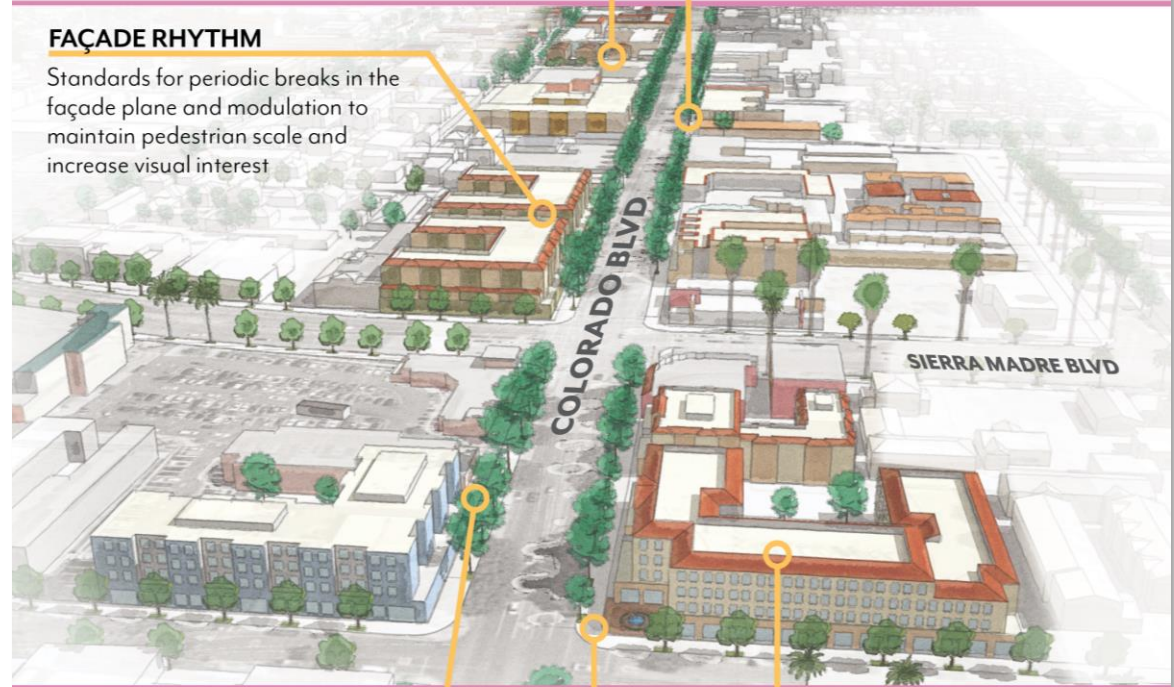 FAÇADE RHYTHM
Standards for periodic breaks in the
façade plane and modulation to
maintain pedestrian scale and
increase visual interest
COLORADO BLVD
SIERRA MADRE BLVD